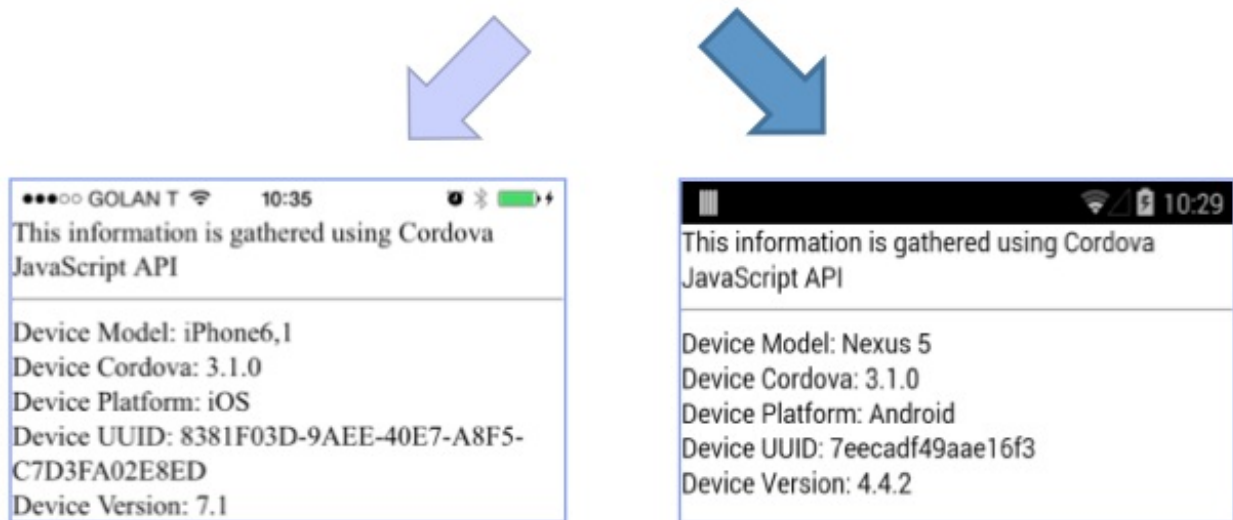 GOLAN T 10:35
This information is gathered using Cordova
JavaScript API
Device Model: iPhone6,1
Device Cordova: 3.1.0
Device Platform: iOS
Device UUID: 8381F03D-9AEE-40E7-A8F5-
C7D3FA02E8ED
Device Version: 7.1
10:29
This information is gathered using Cordova
JavaScript API
Device Model: Nexus 5
Device Cordova: 3.1.0
Device Platform: Android
Device UUID: 7eecadf49aae16f3
Device Version: 4.4.2